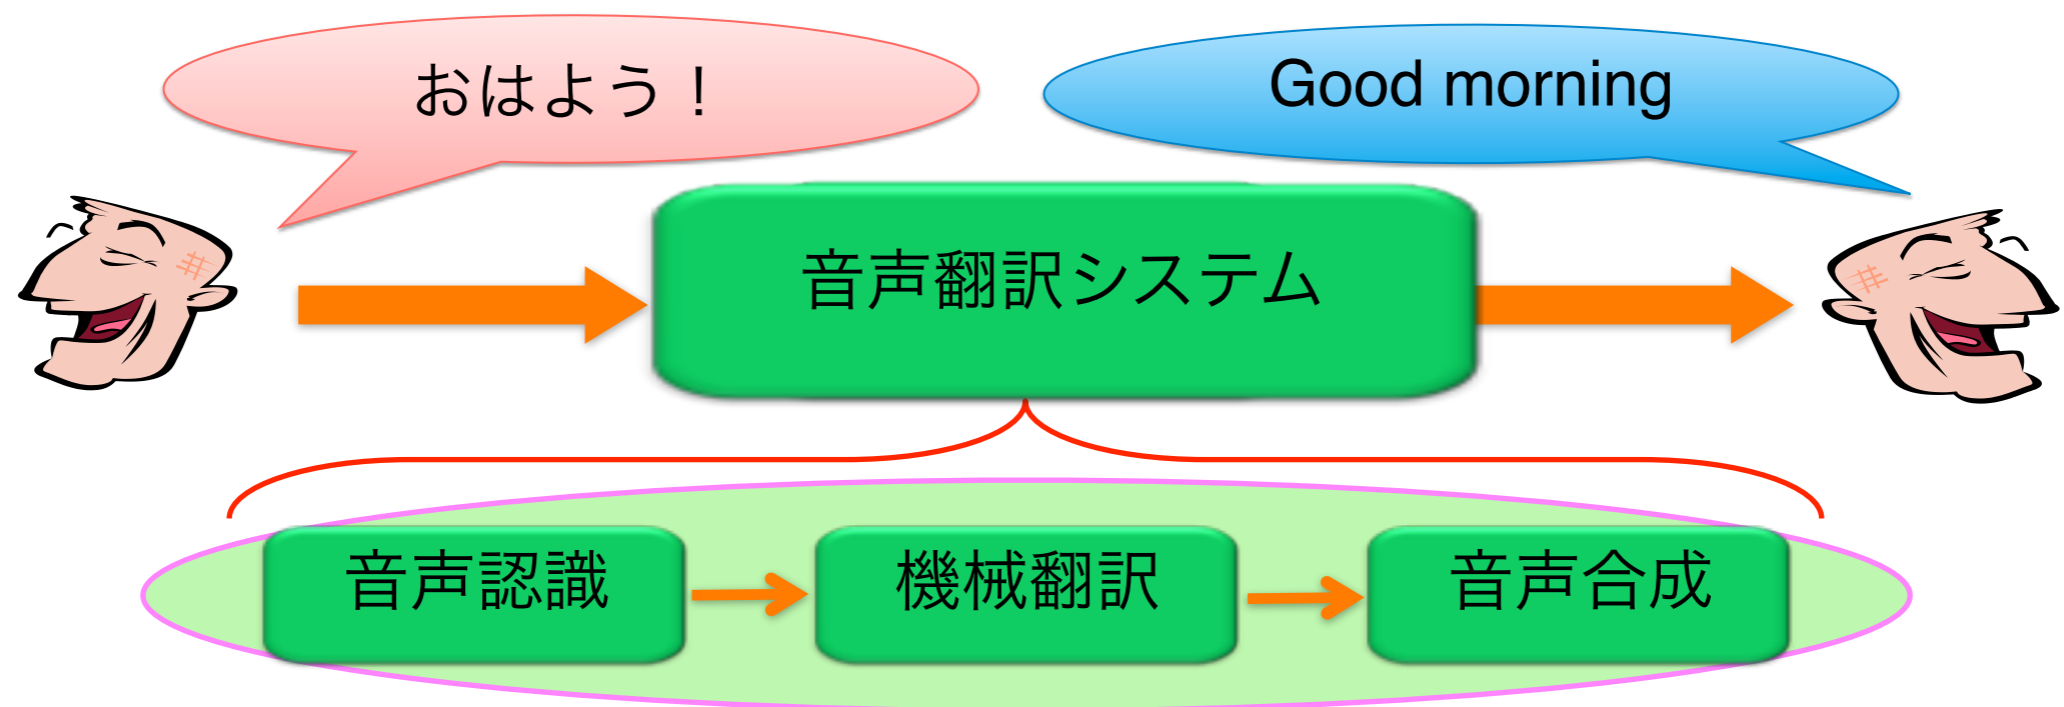 おはよう！
Good morning
音声翻訳システム
音声認識
機械翻訳
音声合成